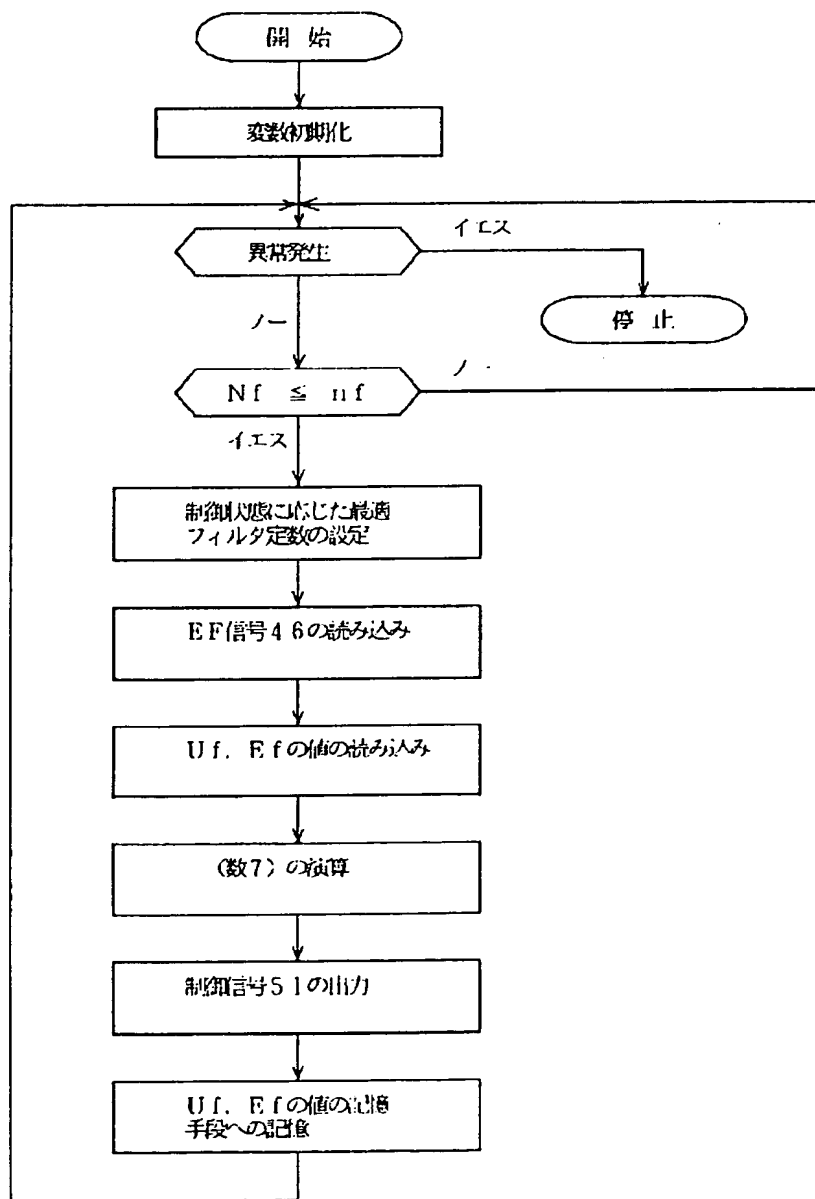 開 始
変数初期化
異常発生
イエス
停 止
ノー
Nf ≦ nf
ノー
イエス
制御状態に応じた最適
フィルタ定数の設定
EF信号46の読み込み
Uf, Efの値の読み込み
(数7)の演算
制御信号51の出力
Uf, Efの値の記憶
手段への記憶